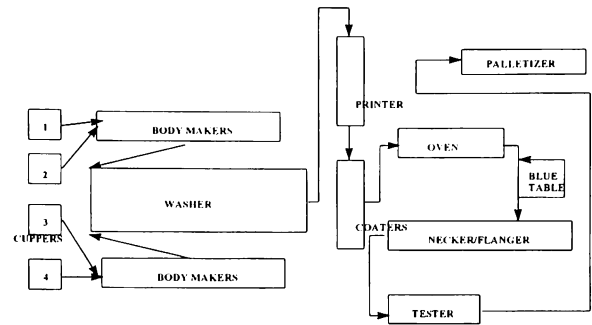 PALLETIZER
PRINTER
1
BODY MAKERS
2
OVEN
BLUE
TABLE
WASHER
3
CUPPERS
COATERS
NECKER/FLANGER
4
BODY MAKERS
TESTER